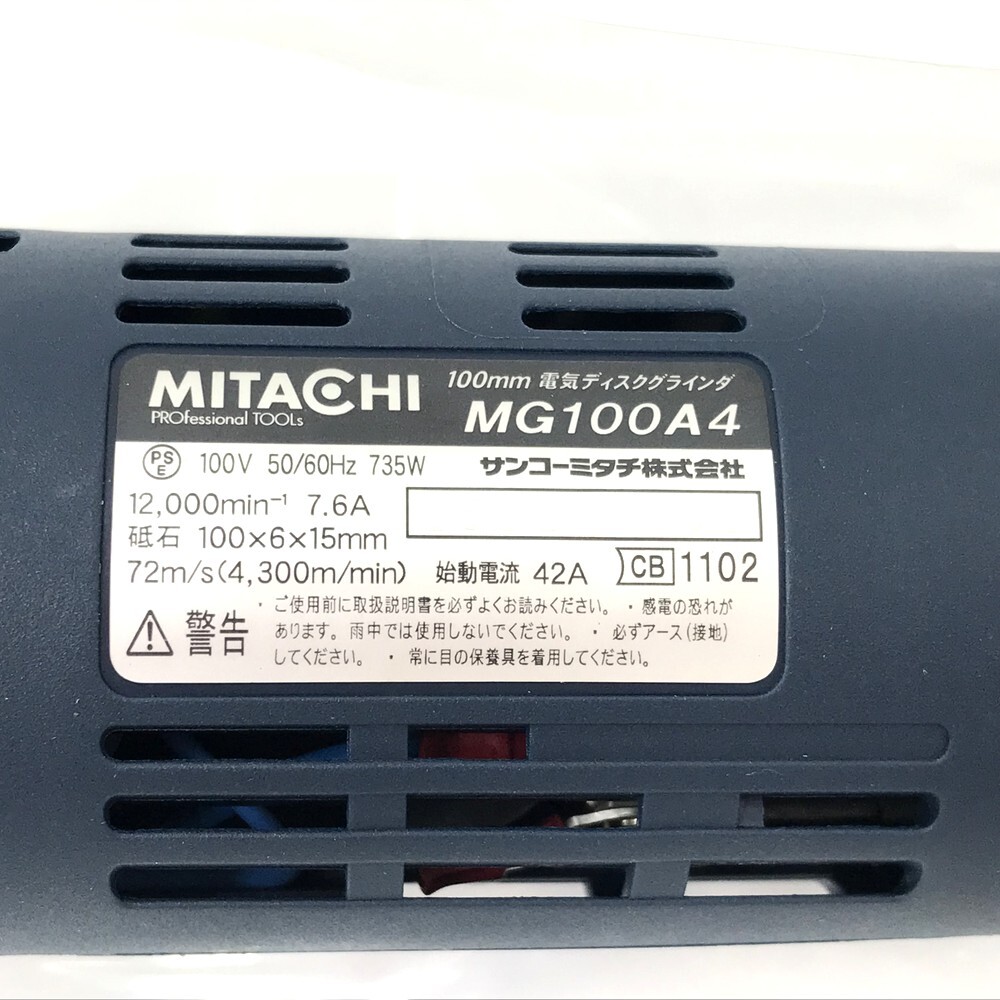 MITACHI
PROfessional TOOLs
100mm 電気ディスクグラインダ
MG100A4
PSE 100V 50/60Hz 735W
サンコーミタチ株式会社
12,000min⁻¹ 7.6A
砥石 100×6×15mm
72m/s(4,300m/min) 始動電流 42A
CB 1102
警告
・ご使用前に取扱説明書を必ずよくお読みください。 ・感電の恐れが
あります。雨中では使用しないでください。 ・ 必ずアース(接地)
してください。 ・ 常に目の保養具を着用してください。